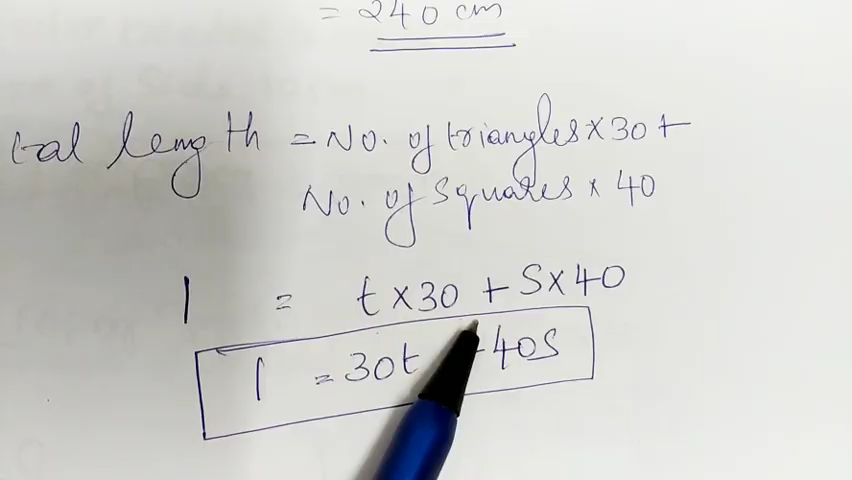 = 240 cm
tal length = No. of triangles × 30 +
No. of squares × 40
l = t × 30 + S × 40
l = 30t + 40S